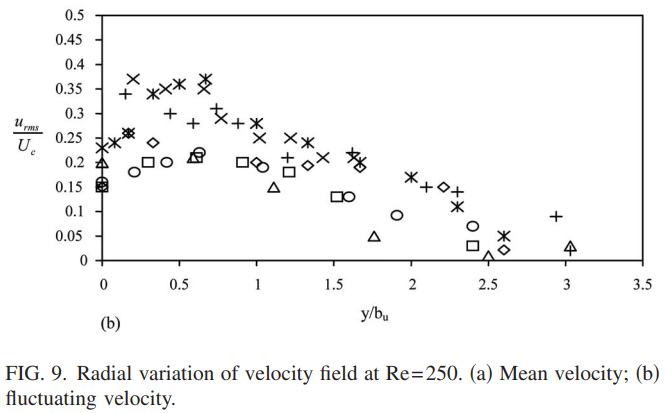 0.5
0.45
0.4
0.35
0.3
0.25
0.2
0.15
0.1
0.05
0
u_rms
U_c
0 0.5 1 1.5 2 2.5 3 3.5
y/b_u
(b)
FIG. 9. Radial variation of velocity field at Re=250. (a) Mean velocity; (b)
fluctuating velocity.